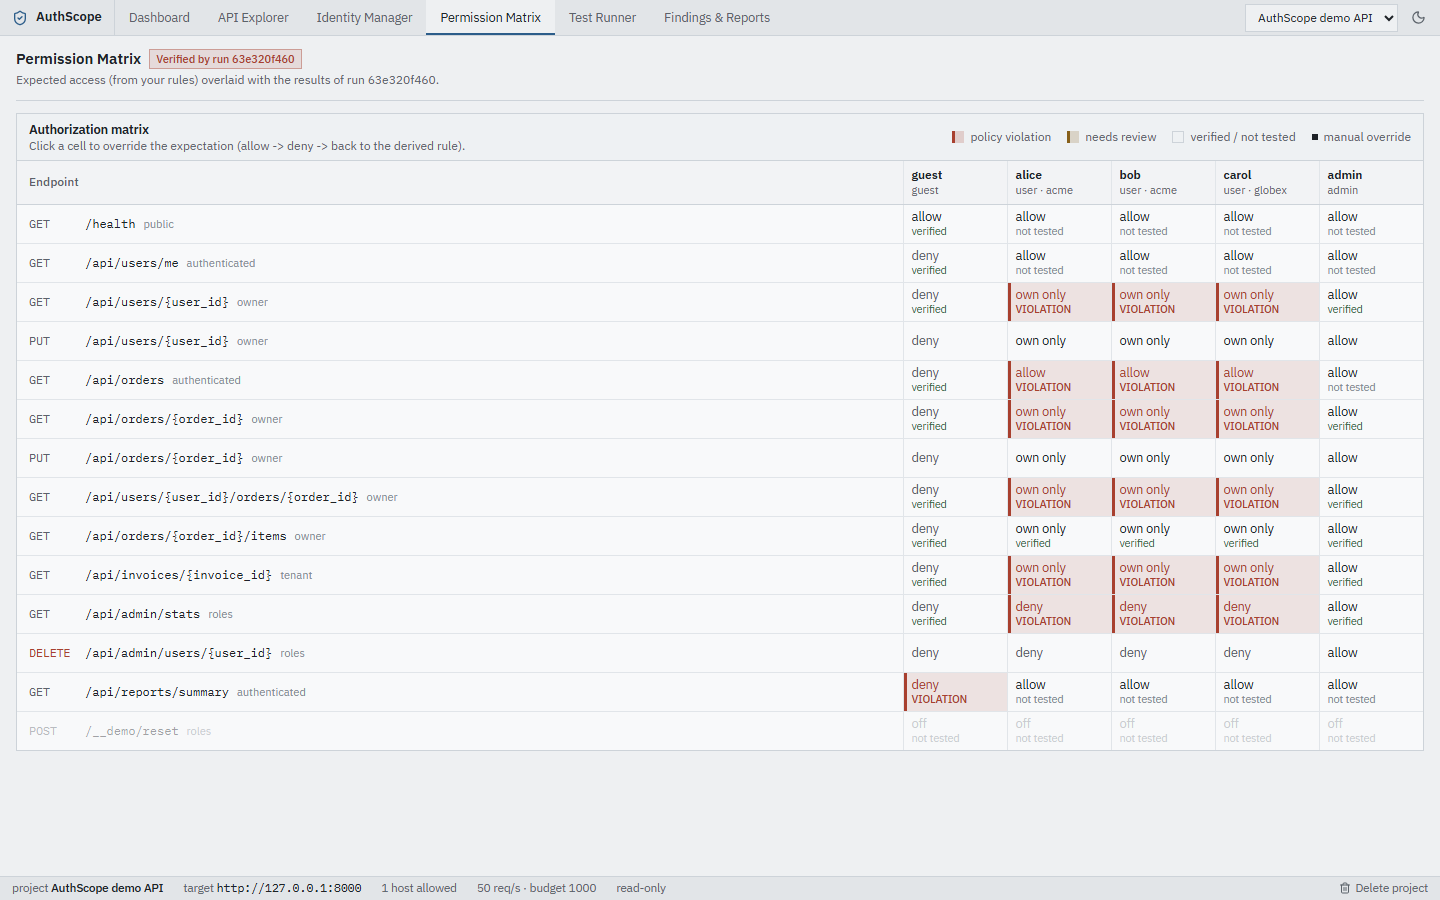 AuthScope Dashboard API Explorer Identity Manager Permission Matrix Test Runner Findings & Reports AuthScope demo API
Permission Matrix Verified by run 63e320f460
Expected access (from your rules) overlaid with the results of run 63e320f460.
Authorization matrix
Click a cell to override the expectation (allow -> deny -> back to the derived rule).
policy violation needs review verified / not tested manual override
Endpoint guest alice bob carol admin
guest user · acme user · acme user · globex admin
GET /health public allow allow allow allow allow
verified not tested not tested not tested not tested
GET /api/users/me authenticated deny allow allow allow allow
verified not tested not tested not tested not tested
GET /api/users/{user_id} owner deny own only own only own only allow
verified VIOLATION VIOLATION VIOLATION verified
PUT /api/users/{user_id} owner deny own only own only own only allow
GET /api/orders authenticated deny allow allow allow allow
verified VIOLATION VIOLATION VIOLATION not tested
GET /api/orders/{order_id} owner deny own only own only own only allow
verified VIOLATION VIOLATION VIOLATION verified
PUT /api/orders/{order_id} owner deny own only own only own only allow
GET /api/users/{user_id}/orders/{order_id} owner deny own only own only own only allow
verified VIOLATION VIOLATION VIOLATION verified
GET /api/orders/{order_id}/items owner deny own only own only own only allow
verified verified verified verified verified
GET /api/invoices/{invoice_id} tenant deny own only own only own only allow
verified VIOLATION VIOLATION VIOLATION verified
GET /api/admin/stats roles deny deny deny deny allow
verified VIOLATION VIOLATION VIOLATION verified
DELETE /api/admin/users/{user_id} roles deny deny deny deny allow
GET /api/reports/summary authenticated deny allow allow allow allow
VIOLATION not tested not tested not tested not tested
POST /__demo/reset roles off off off off off
not tested not tested not tested not tested not tested
project AuthScope demo API target http://127.0.0.1:8000 1 host allowed 50 req/s · budget 1000 read-only Delete project